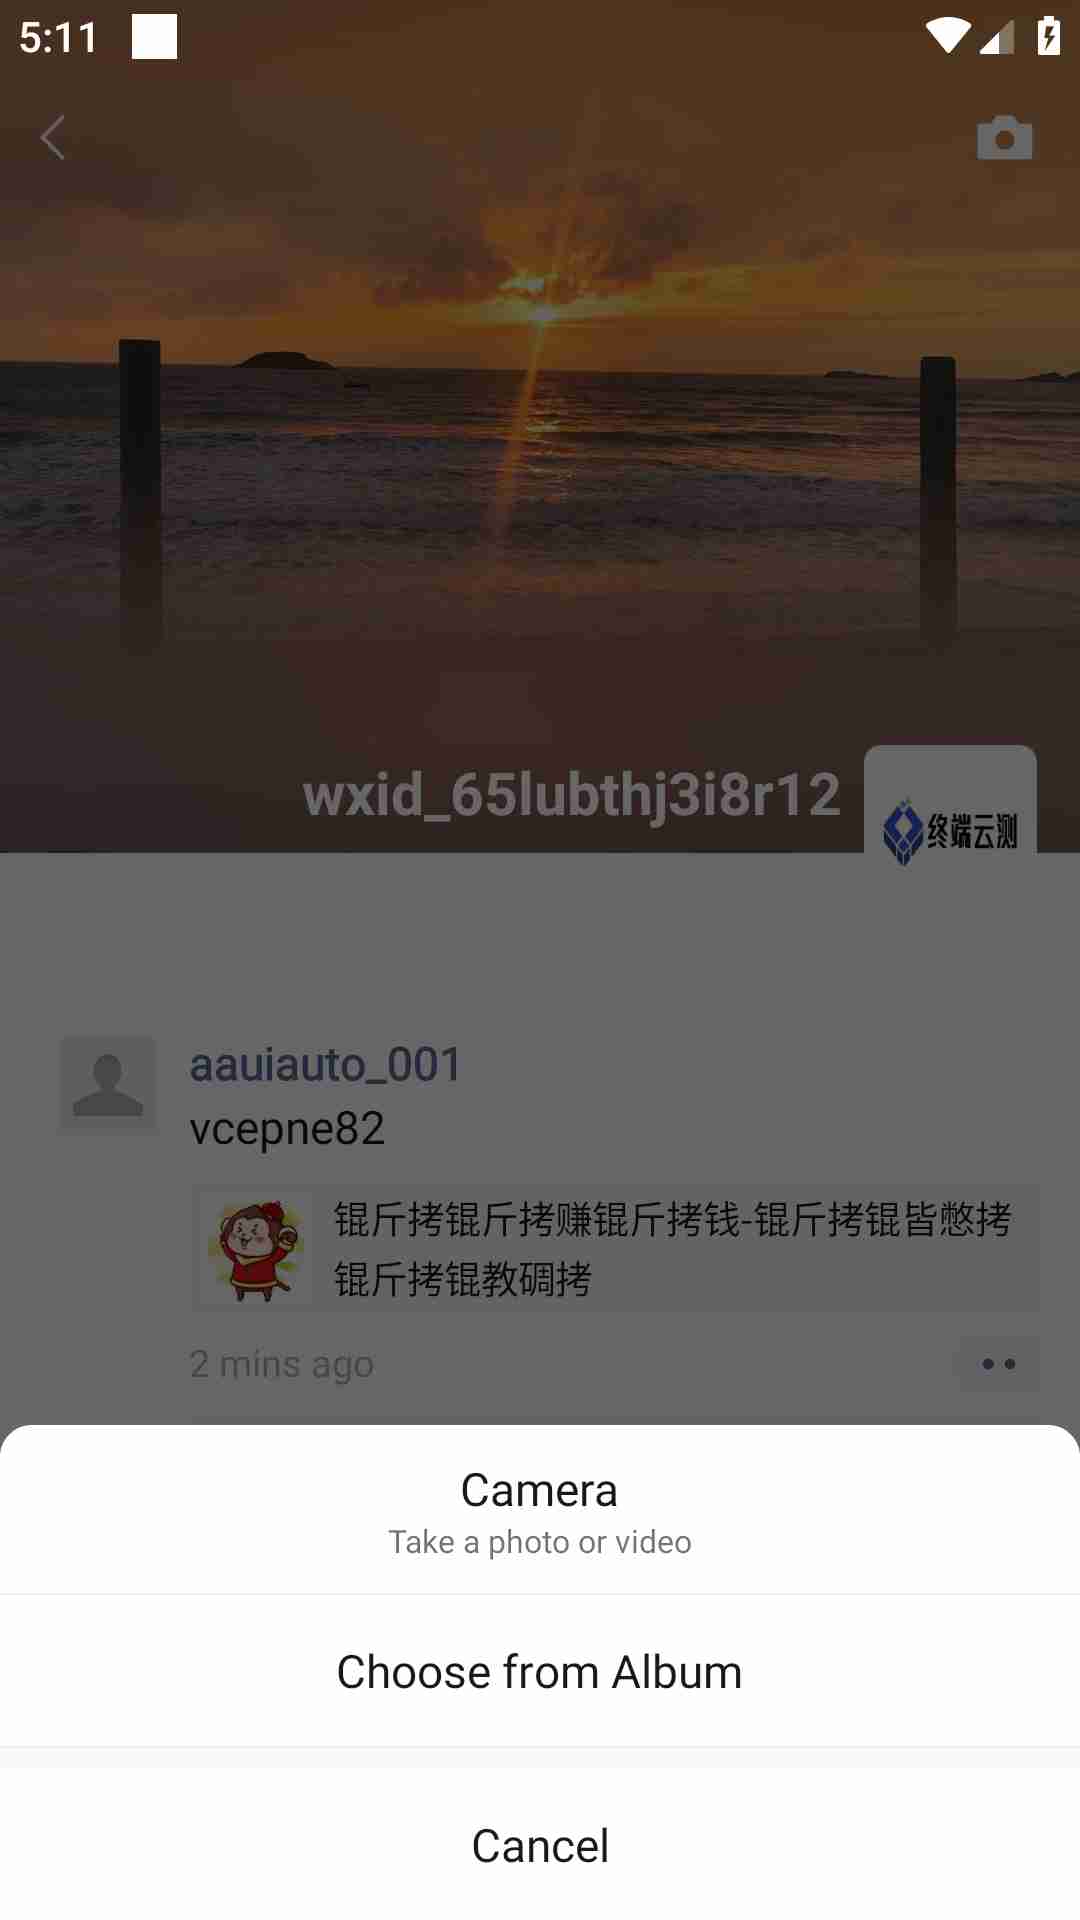 5:11
wxid_65lubthj3i8r12
终端云测
aauiauto_001
vcepne82
锟斤拷锟斤拷赚锟斤拷钱-锟斤拷锟皆憋拷
锟斤拷锟教碉拷
2 mins ago
Camera
Take a photo or video
Choose from Album
Cancel